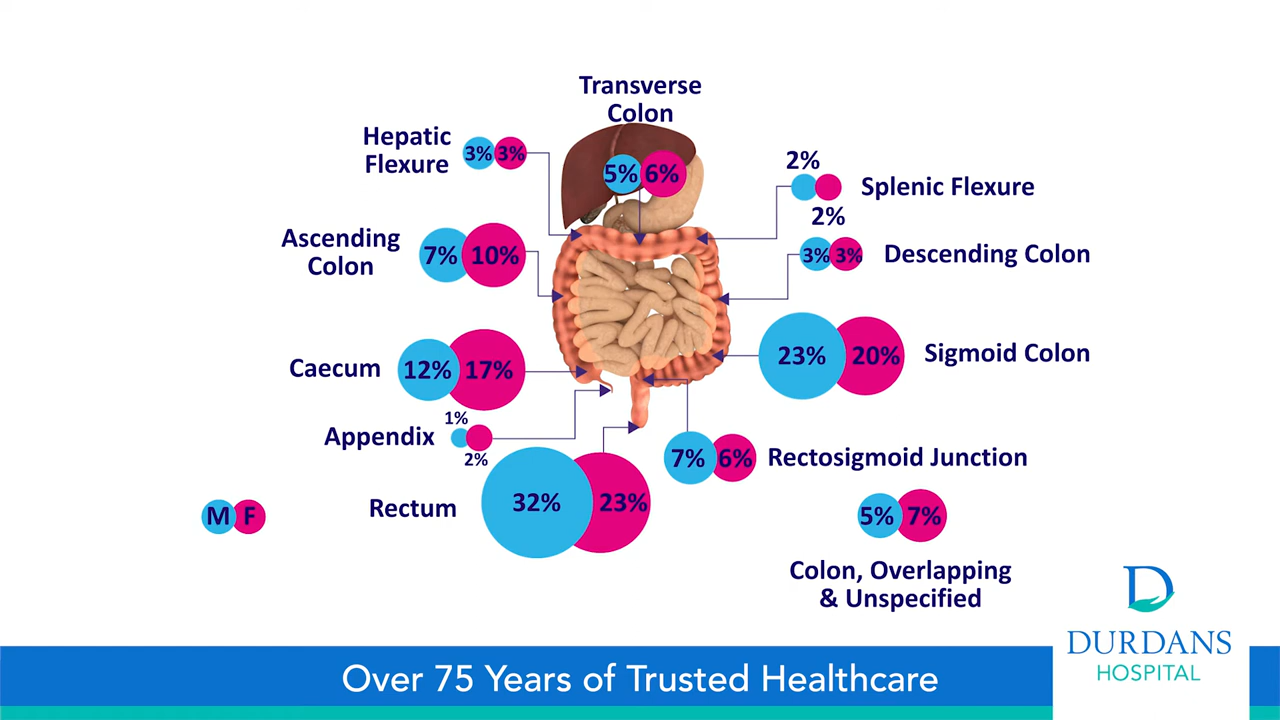 Transverse
Colon
5% 6%
Hepatic
Flexure
3% 3%
2%
Splenic Flexure
2%
Ascending
Colon
7% 10%
3% 3%
Descending Colon
Caecum
12% 17%
23% 20%
Sigmoid Colon
Appendix
1%
2%
7% 6%
Rectosigmoid Junction
Rectum
32% 23%
M F
5% 7%
Colon, Overlapping
& Unspecified
Over 75 Years of Trusted Healthcare
D
DURDANS
HOSPITAL